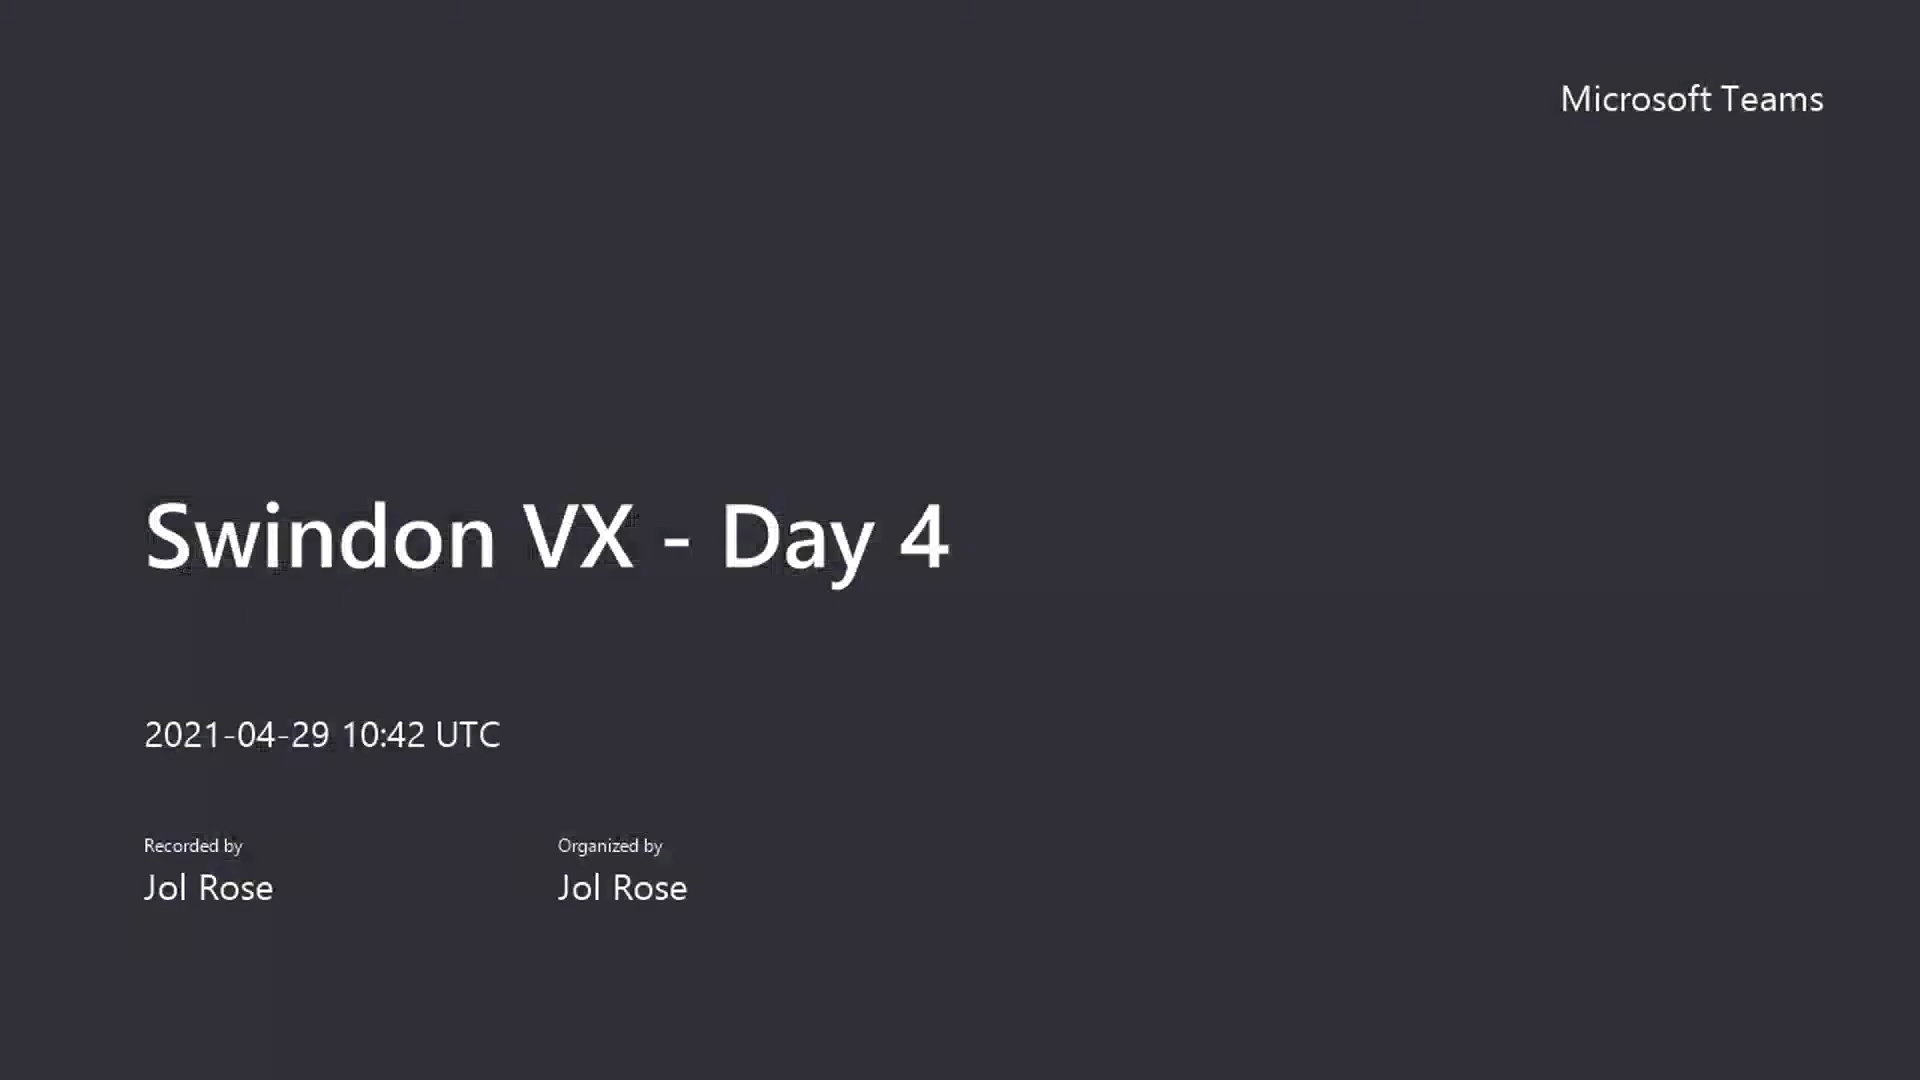 Microsoft Teams
Swindon VX - Day 4
2021-04-29 10:42 UTC
Recorded by
Jol Rose
Organized by
Jol Rose